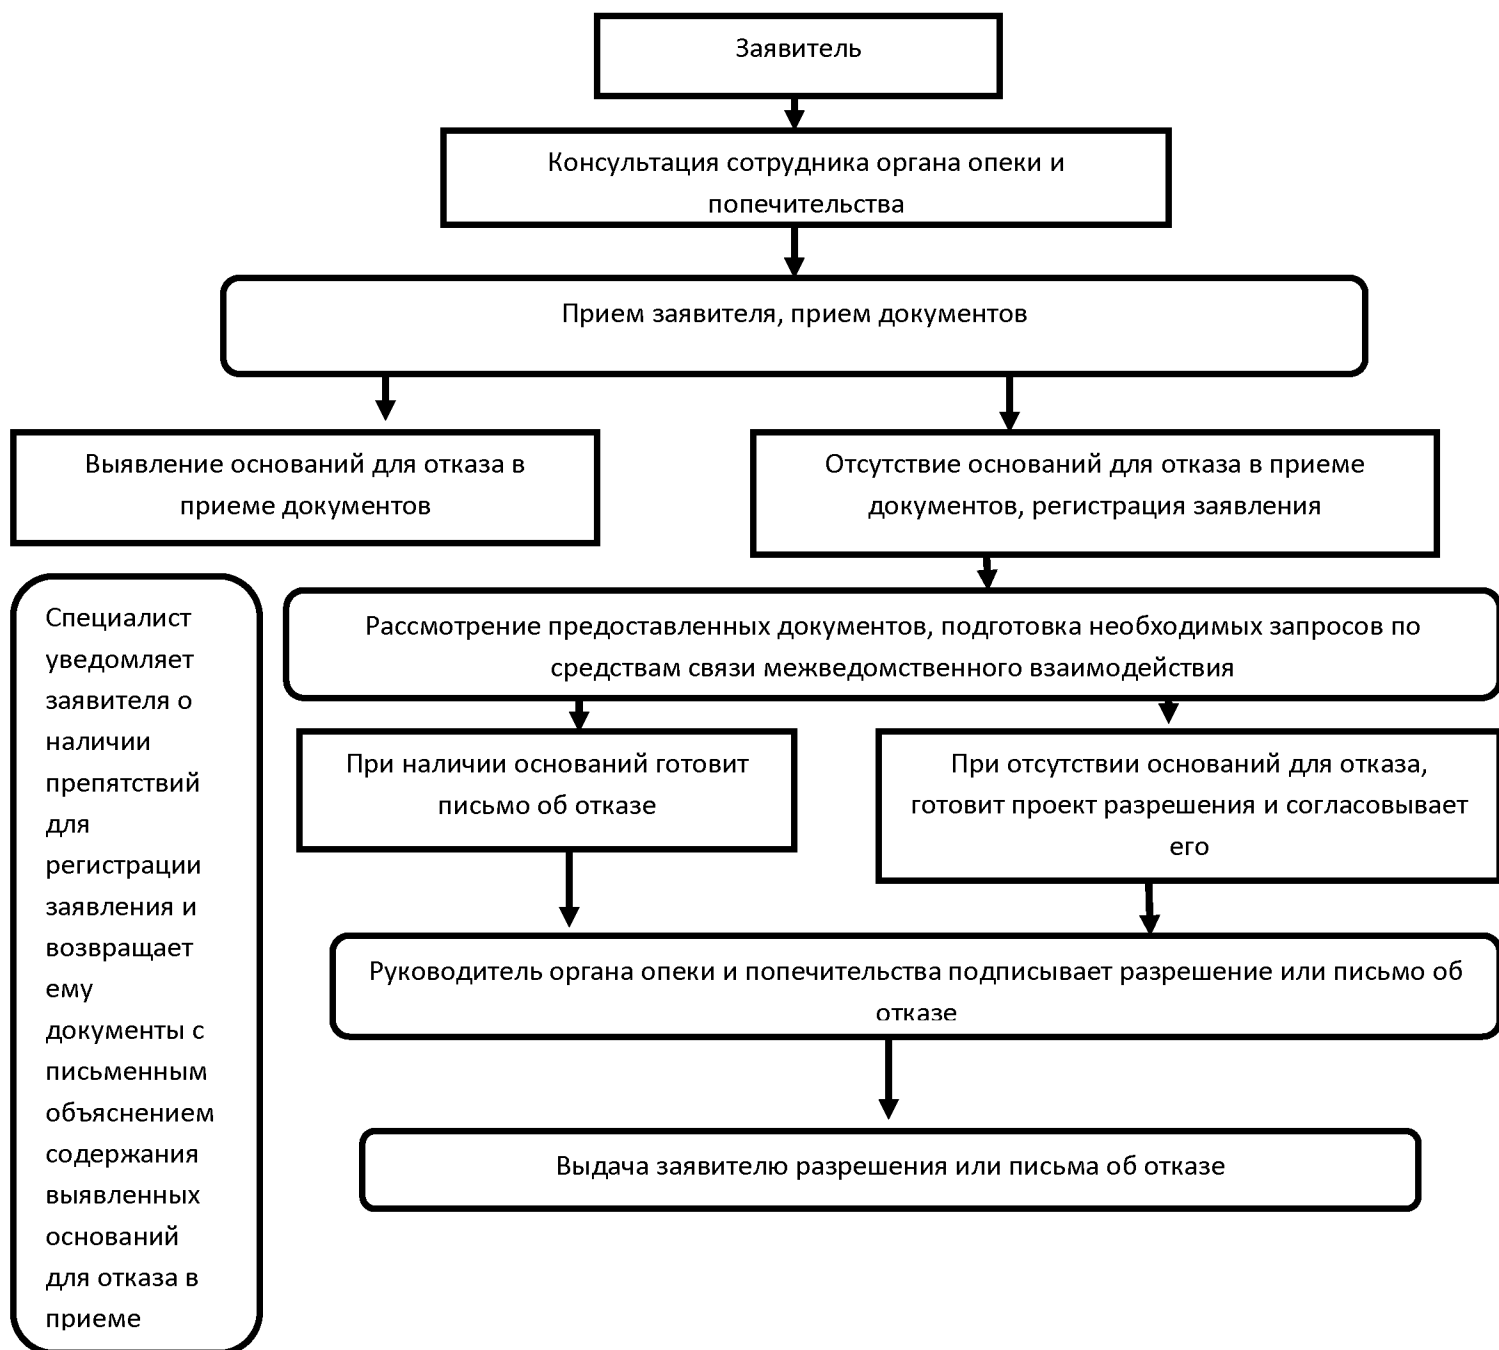 Заявитель
Консультация сотрудника органа опеки и
попечительства
Прием заявителя, прием документов
Выявление оснований для отказа в
приеме документов
Отсутствие оснований для отказа в приеме
документов, регистрация заявления
Специалист
уведомляет
заявителя о
наличии
препятствий
для
регистрации
заявления и
возвращает
ему
документы с
письменным
объяснением
содержания
выявленных
оснований
для отказа в
приеме
Рассмотрение предоставленных документов, подготовка необходимых запросов по
средствам связи межведомственного взаимодействия
При наличии оснований готовит
письмо об отказе
При отсутствии оснований для отказа,
готовит проект разрешения и согласовывает
его
Руководитель органа опеки и попечительства подписывает разрешение или письмо об
отказе
Выдача заявителю разрешения или письма об отказе